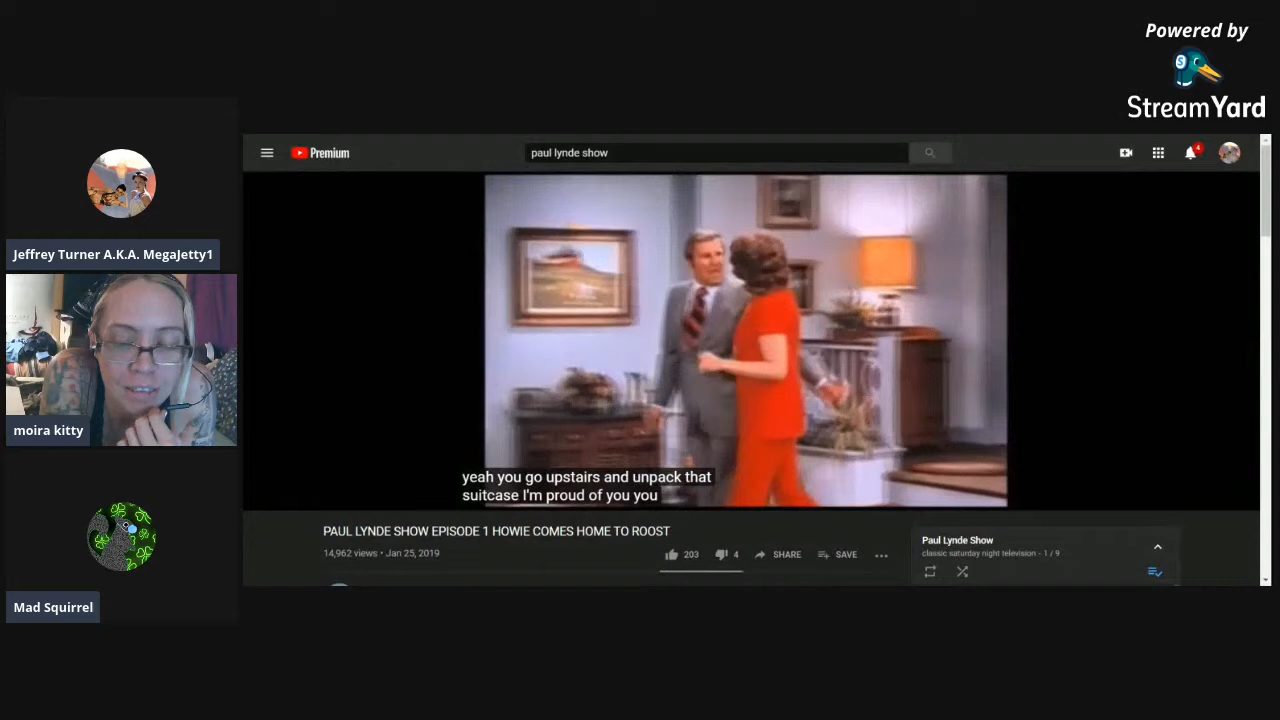 Powered by
StreamYard
Premium
paul lynde show
4
Jeffrey Turner A.K.A. MegaJetty1
moira kitty
Mad Squirrel
yeah you go upstairs and unpack that
suitcase I'm proud of you you
PAUL LYNDE SHOW EPISODE 1 HOWIE COMES HOME TO ROOST
14,962 views • Jan 25, 2019
203
4
SHARE
SAVE
Paul Lynde Show
classic saturday night television - 1 / 9